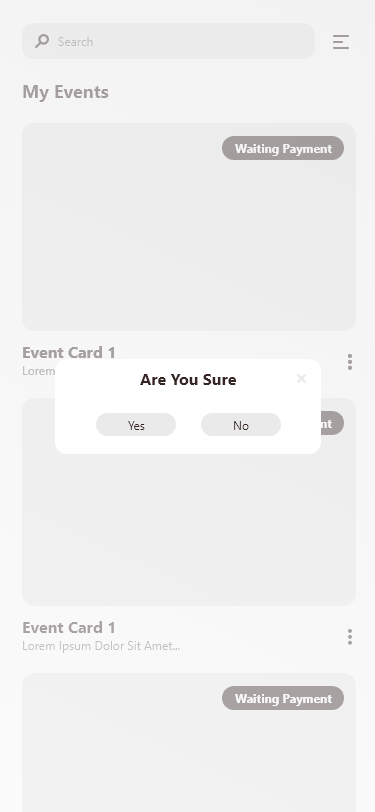 Search
My Events
Waiting Payment
Event Card 1
Lorem
Are You Sure
Yes
No
Event Card 1
Lorem Ipsum Dolor Sit Amet...
Waiting Payment